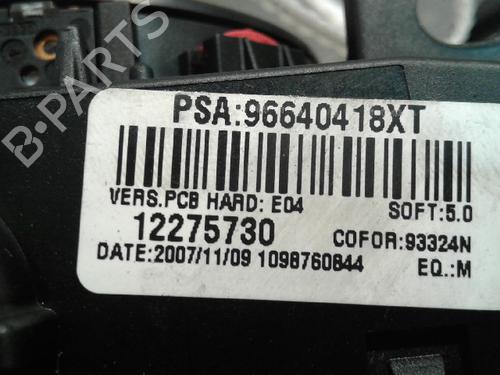 PSA:96640418XT
VERS.PCB HARD: E04 SOFT:5.0
12275730 COFOR:93324N
DATE:2007/11/09 1098760844 EQ.:M
B-PARTS